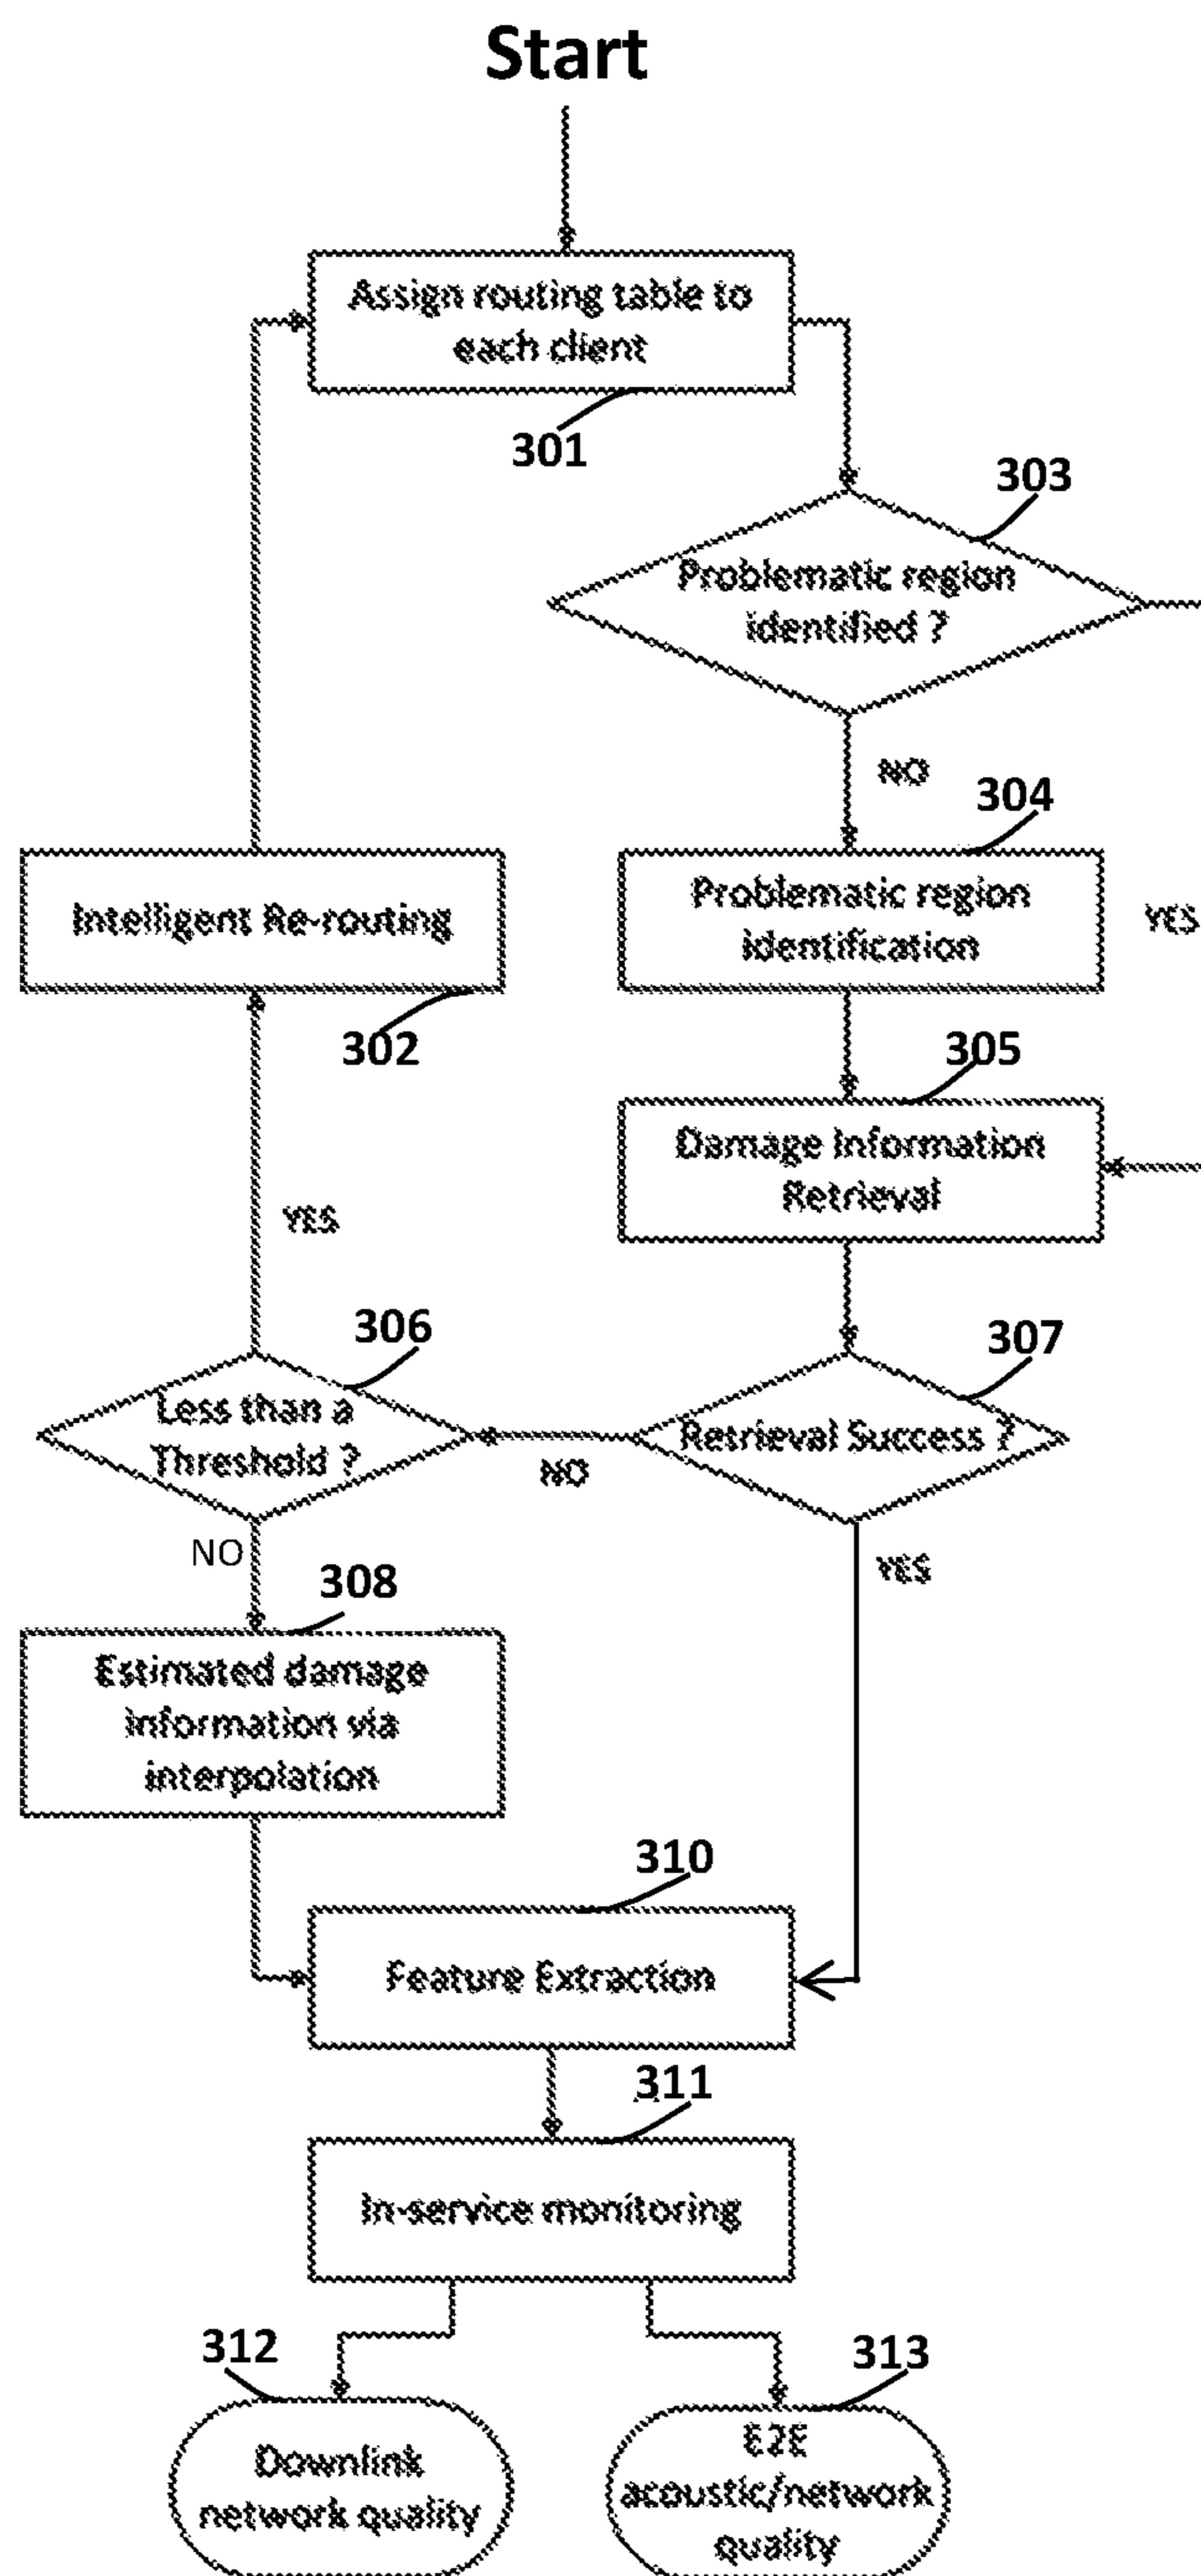 Start
Assign routing table to
each client
301
303
Problematic region
identified ?
NO
304
YES
Problematic region
identification
Intelligent Re-routing
302
305
Damage Information
Retrieval
YES
306
307
Less than a
Threshold ?
Retrieval Success ?
NO
NO
YES
308
Estimated damage
information via
interpolation
310
Feature Extraction
311
In-service monitoring
312
313
Downlink
network quality
E2E
acoustic/network
quality